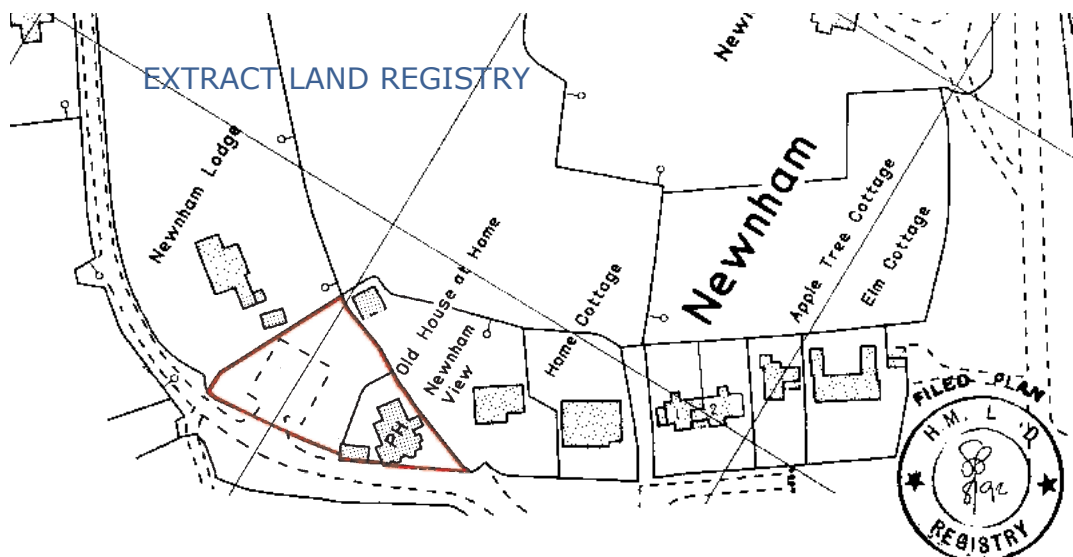 EXTRACT LAND REGISTRY
Newnham Lodge
Old House at Home
Newnham
View
Home Cottage
Newnham
Apple Tree Cottage
Elm Cottage
PH
FILED PLAN
H.M. L D
REGISTRY